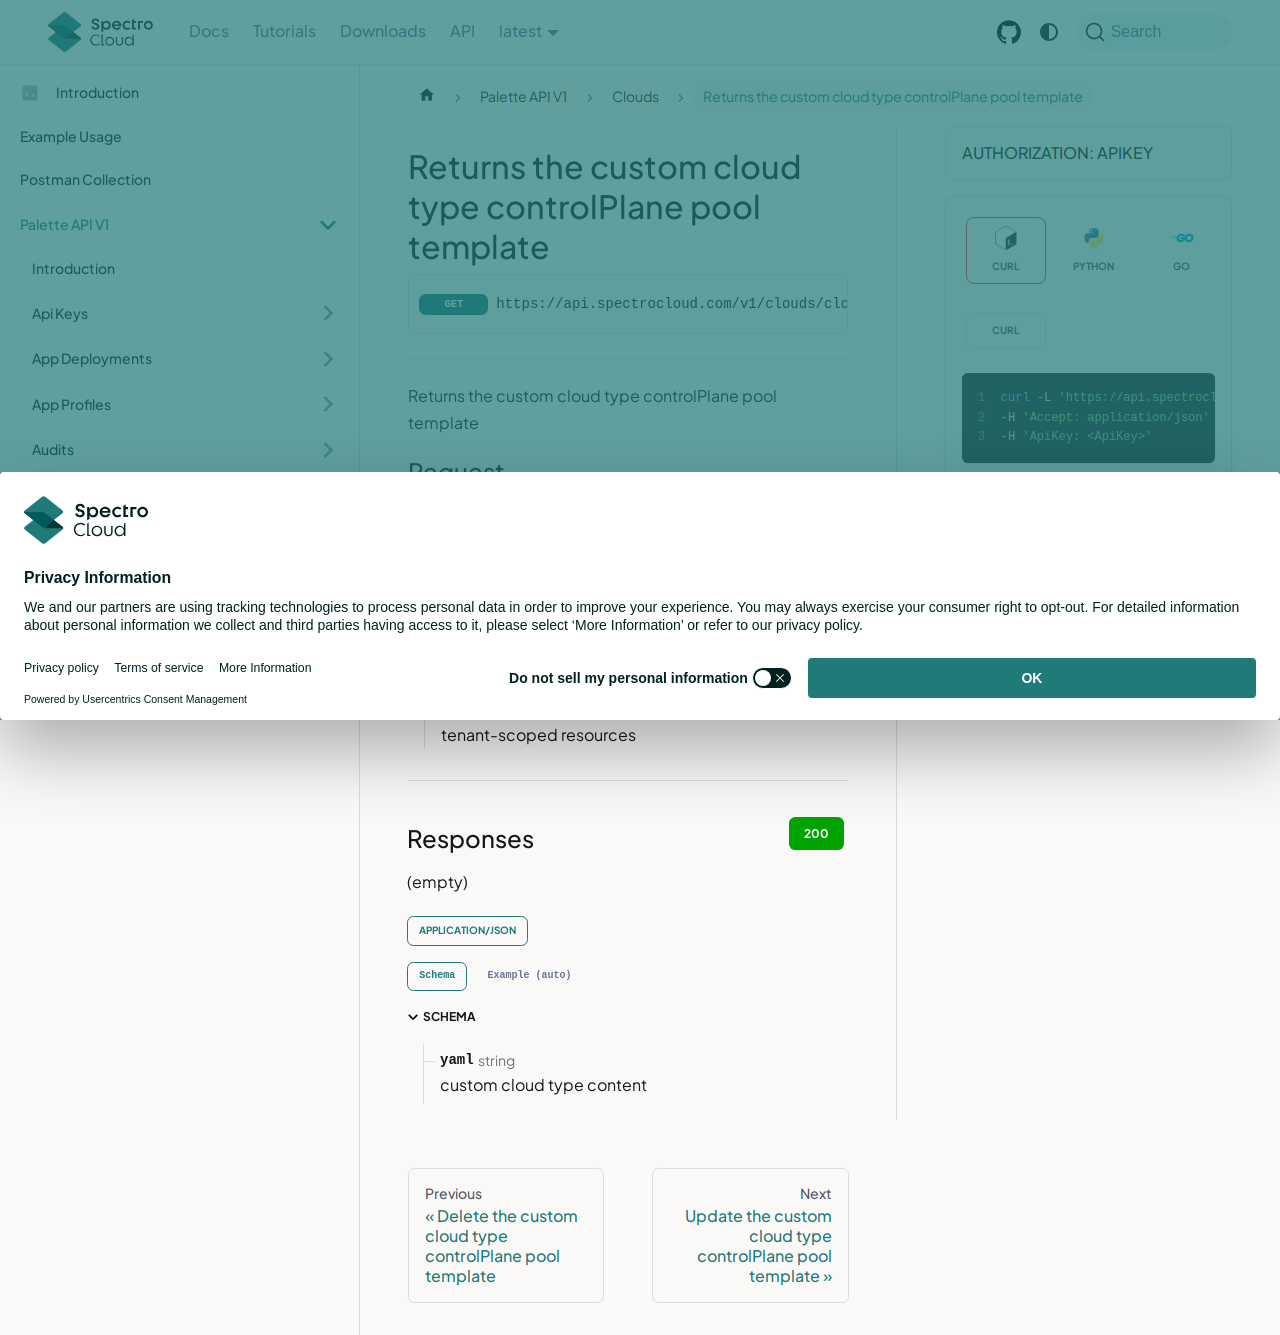 Spectro Cloud
Docs
Tutorials
Downloads
API
latest
Search
Introduction
Example Usage
Postman Collection
Palette API V1
Introduction
Api Keys
App Deployments
App Profiles
Audits
Palette API V1
Clouds
Returns the custom cloud type controlPlane pool template
Returns the custom cloud
type controlPlane pool
template
GET https://api.spectrocloud.com/v1/clouds/clo
Returns the custom cloud type controlPlane pool
template
Request
AUTHORIZATION: APIKEY
CURL
PYTHON
GO
CURL
1 curl -L 'https://api.spectrocl
2 -H 'Accept: application/json'
3 -H 'ApiKey: <ApiKey>'
Spectro
Cloud
Privacy Information
We and our partners are using tracking technologies to process personal data in order to improve your experience. You may always exercise your consumer right to opt-out. For detailed information
about personal information we collect and third parties having access to it, please select ‘More Information’ or refer to our privacy policy.
Privacy policy
Terms of service
More Information
Powered by Usercentrics Consent Management
Do not sell my personal information
OK
tenant-scoped resources
Responses
200
(empty)
APPLICATION/JSON
Schema
Example (auto)
SCHEMA
yaml string
custom cloud type content
Previous
« Delete the custom
cloud type
controlPlane pool
template
Next
Update the custom
cloud type
controlPlane pool
template »